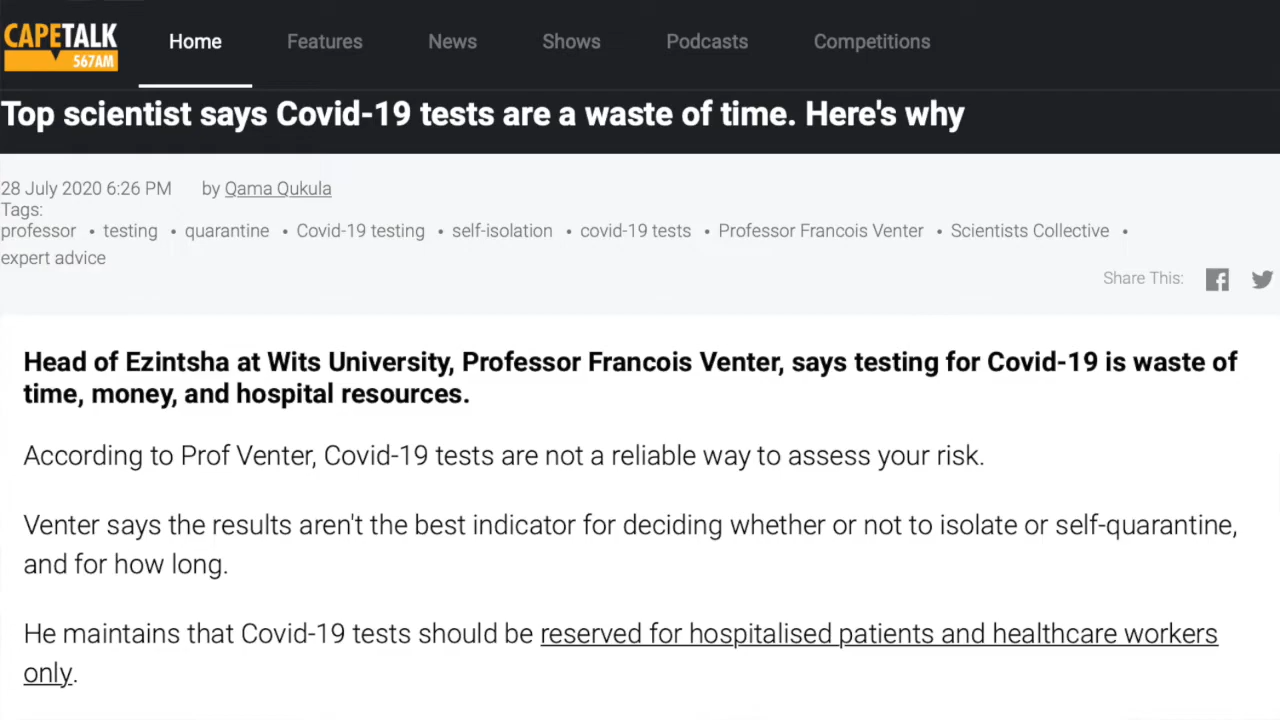 CAPETALK
567AM
Home Features News Shows Podcasts Competitions
Top scientist says Covid-19 tests are a waste of time. Here's why
28 July 2020 6:26 PM by Qama Qukula
Tags:
professor • testing • quarantine • Covid-19 testing • self-isolation • covid-19 tests • Professor Francois Venter • Scientists Collective •
expert advice
Share This:
Head of Ezintsha at Wits University, Professor Francois Venter, says testing for Covid-19 is waste of
time, money, and hospital resources.
According to Prof Venter, Covid-19 tests are not a reliable way to assess your risk.
Venter says the results aren't the best indicator for deciding whether or not to isolate or self-quarantine,
and for how long.
He maintains that Covid-19 tests should be reserved for hospitalised patients and healthcare workers
only.